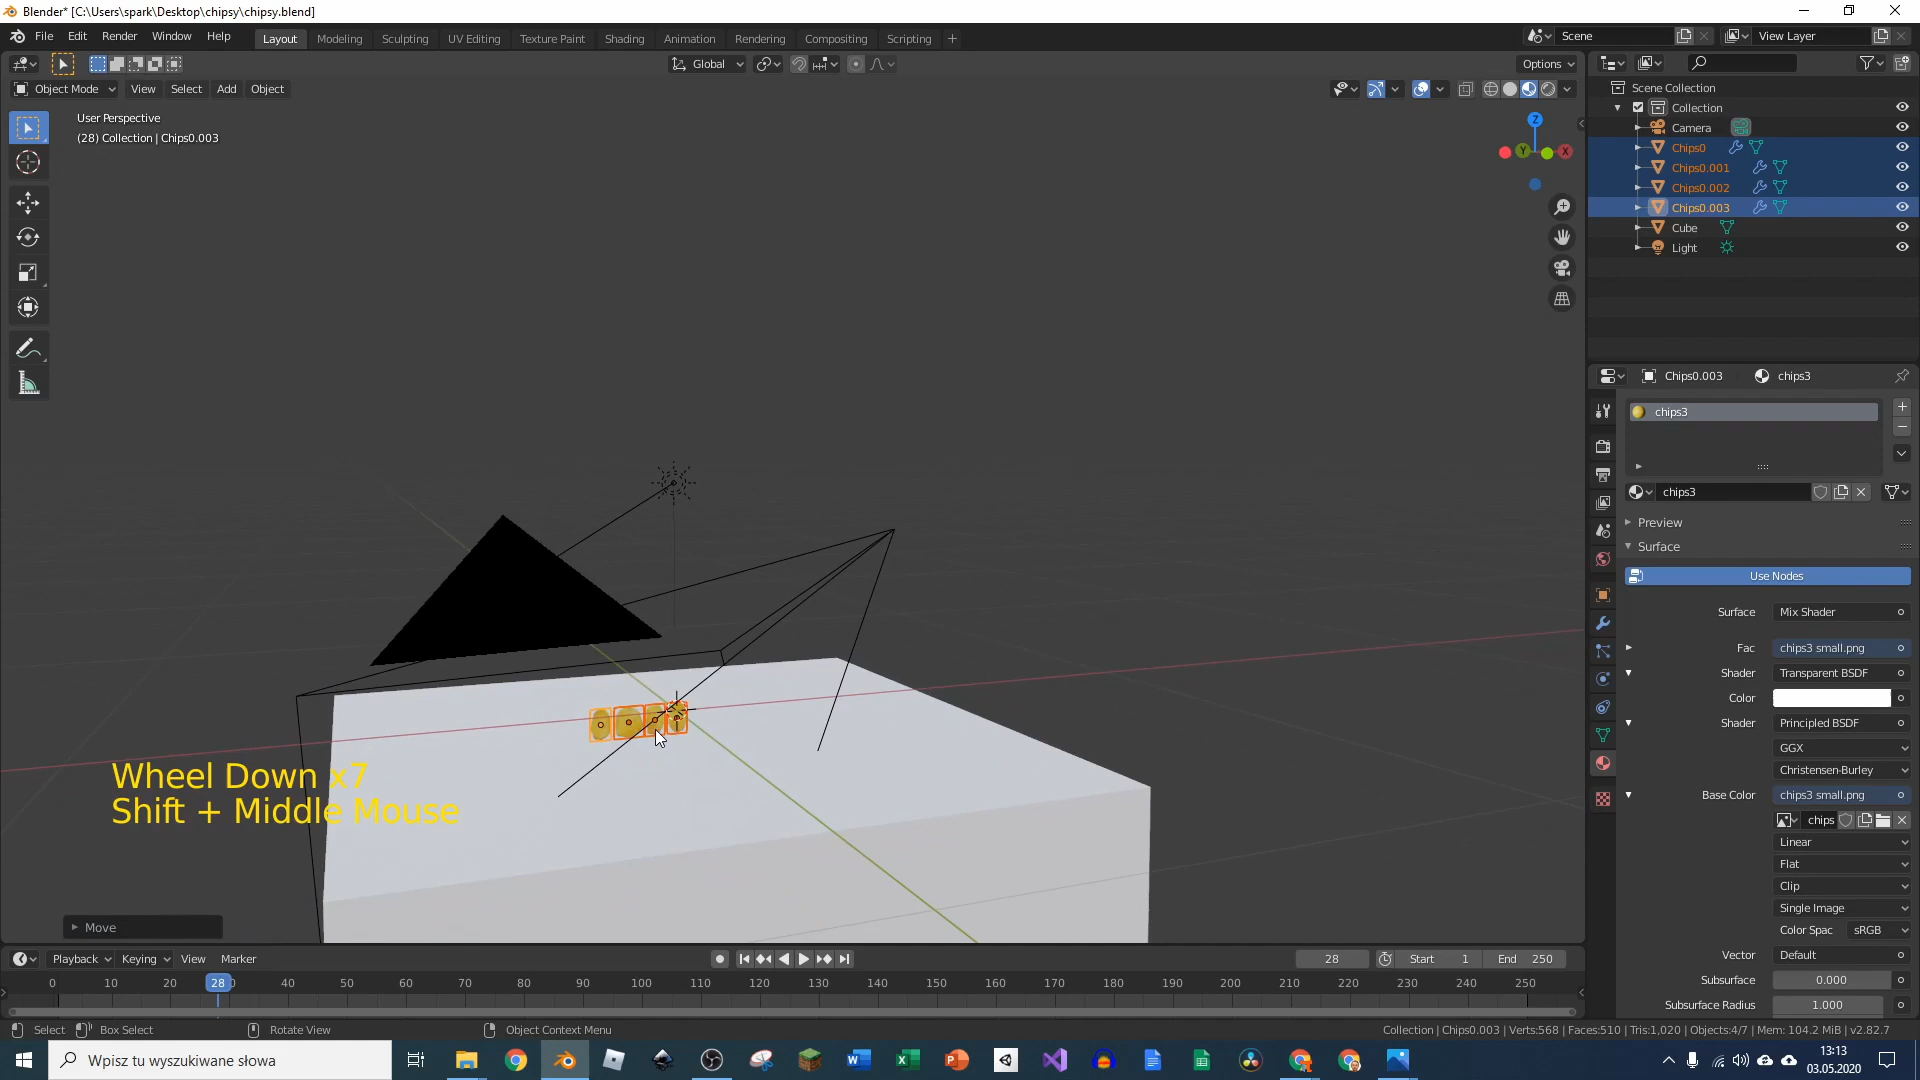 Blender* [C:\Users\spark\Desktop\chipsy\chipsy.blend]
File Edit Render Window Help
Layout Modeling Sculpting UV Editing Texture Paint Shading Animation Rendering Compositing Scripting +
Scene
View Layer
Global
Options
Object Mode View Select Add Object
User Perspective
(28) Collection | Chips0.003
Z
Y
X
Scene Collection
Collection
Camera
Chips0
Chips0.001
Chips0.002
Chips0.003
Cube
Light
Chips0.003 chips3
chips3
chips3
Preview
Surface
Use Nodes
Surface Mix Shader
Fac chips3 small.png
Shader Transparent BSDF
Color
Shader Principled BSDF
GGX
Christensen-Burley
Base Color chips3 small.png
chips
Linear
Flat
Clip
Single Image
Color Spac sRGB
Vector Default
Subsurface 0.000
Subsurface Radius 1.000
Wheel Down x7
Shift + Middle Mouse
Move
Playback Keying View Marker
28 Start 1 End 250
0 10 20 28 40 50 60 70 80 90 100 110 120 130 140 150 160 170 180 190 200 210 220 230 240 250
Select Box Select Rotate View Object Context Menu
Collection | Chips0.003 | Verts:568 | Faces:510 | Tris:1,020 | Objects:4/7 | Mem: 104.2 MiB | v2.82.7
Wpisz tu wyszukiwane słowa
13:13
03.05.2020